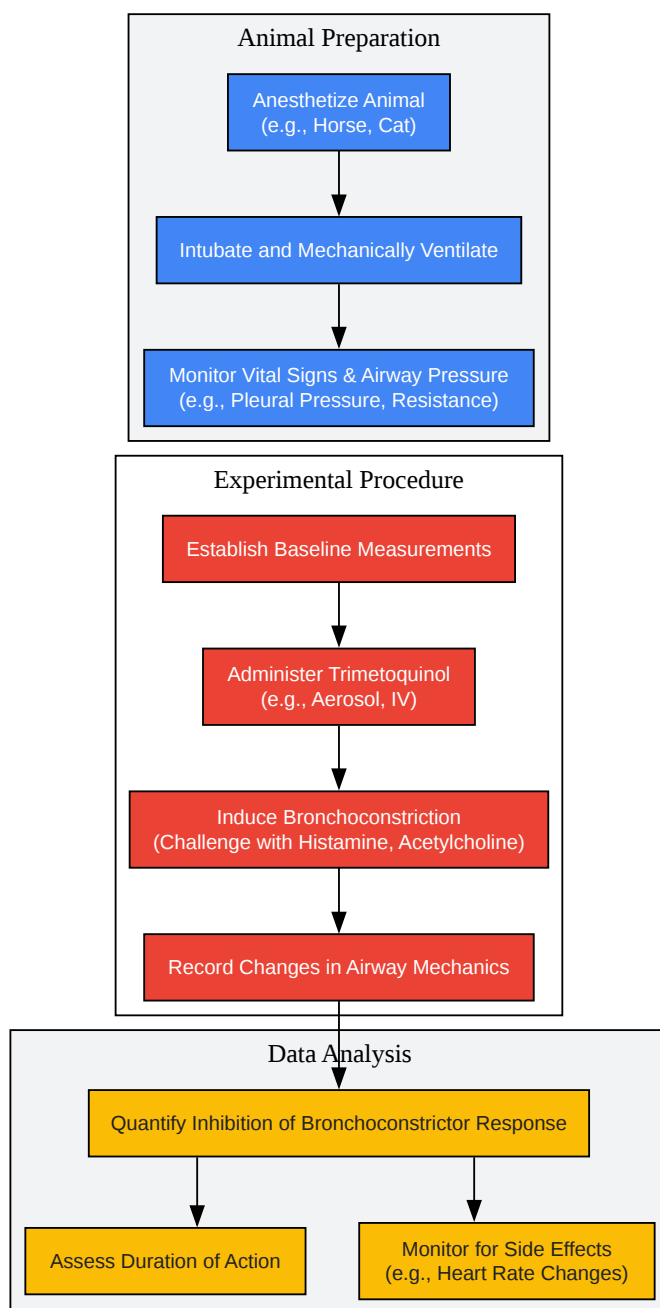 Animal Preparation
Anesthetize Animal
(e.g., Horse, Cat)
Intubate and Mechanically Ventilate
Monitor Vital Signs & Airway Pressure
(e.g., Pleural Pressure, Resistance)
Experimental Procedure
Establish Baseline Measurements
Administer Trimetoquinol
(e.g., Aerosol, IV)
Induce Bronchoconstriction
(Challenge with Histamine, Acetylcholine)
Record Changes in Airway Mechanics
Data Analysis
Quantify Inhibition of Bronchoconstrictor Response
Assess Duration of Action
Monitor for Side Effects
(e.g., Heart Rate Changes)